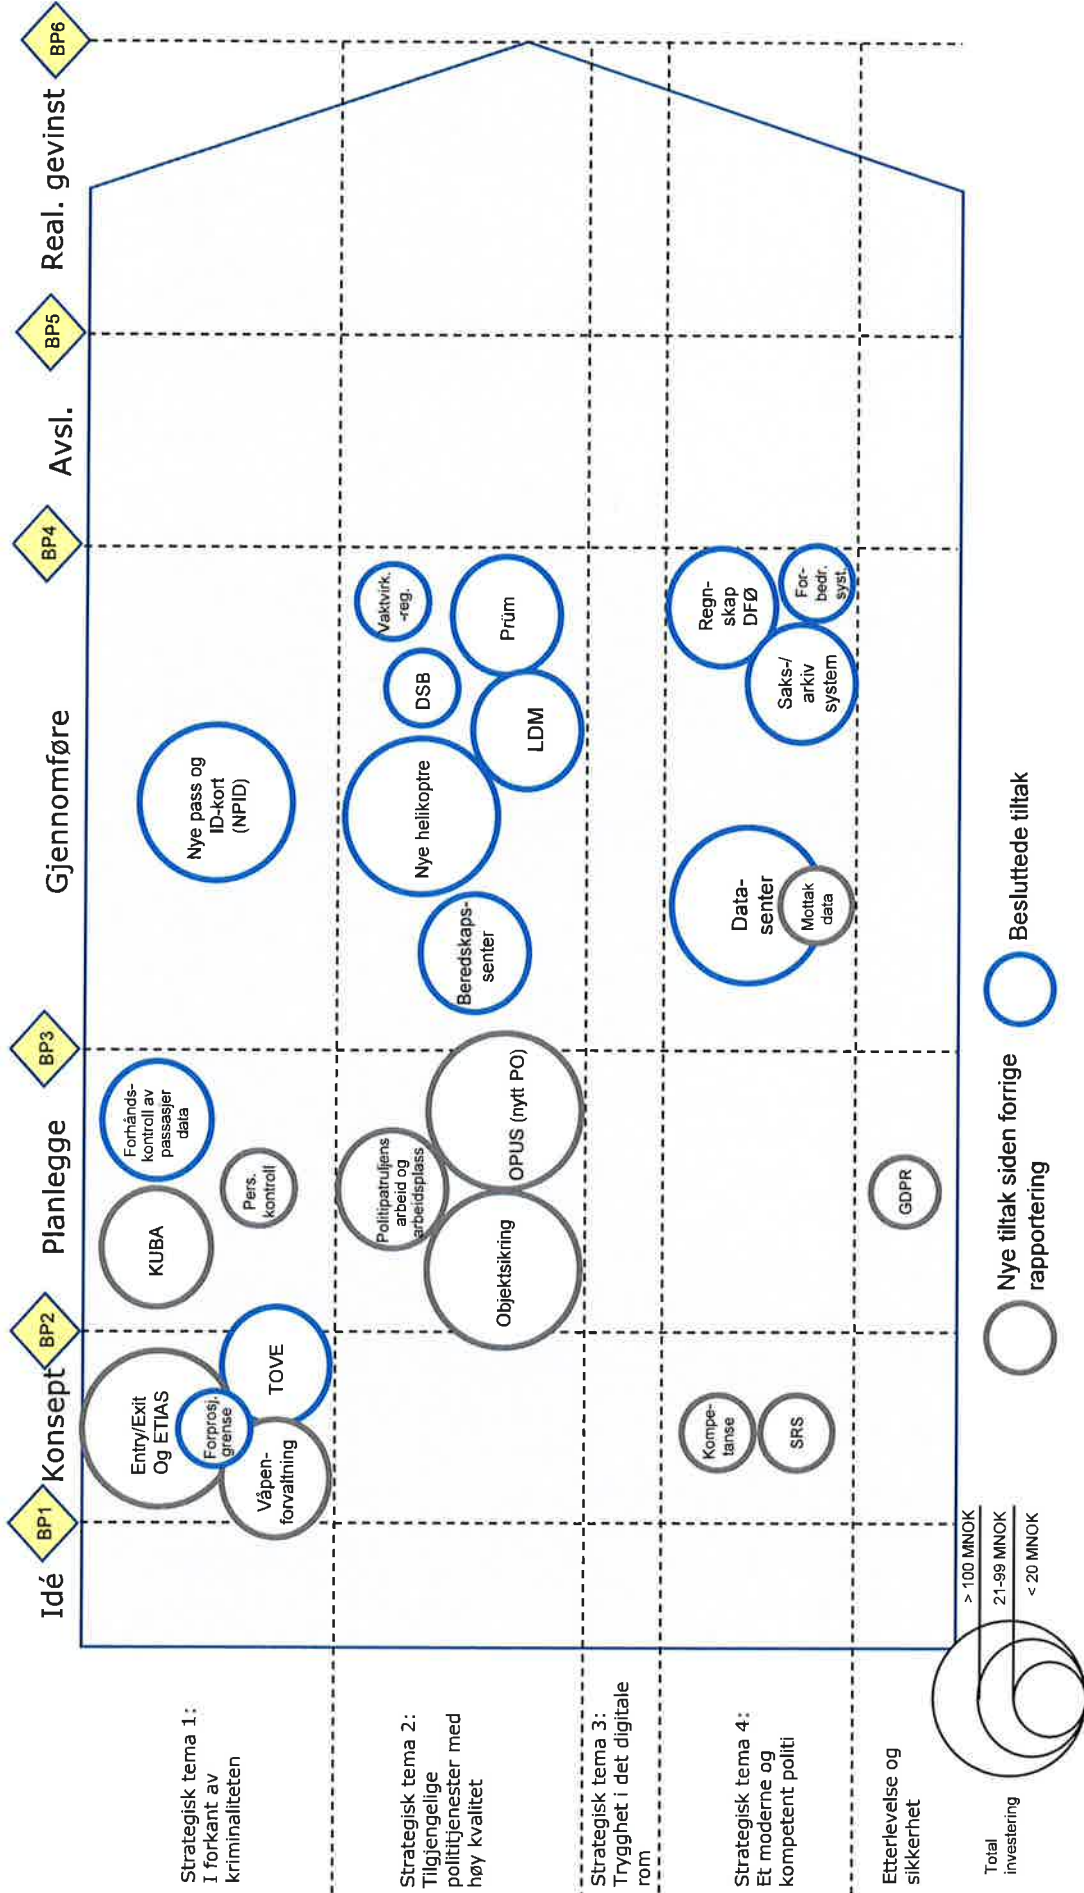 BP1
BP2
BP3
BP4
BP5
BP6
Idé
Konsept
Planlegge
Gjennomføre
Avsl.
Real. gevinst
Strategisk tema 1:
I forkant av
kriminaliteten
Entry/Exit
Og ETIAS
Forprosj.
grense
Våpen-
forvaltning
TOVE
KUBA
Forhånds-
kontroll av
passasjer
data
Pers.
kontroll
Nye pass og
ID-kort
(NPID)
Strategisk tema 2:
Tilgjengelige
polititjenester med
høy kvalitet
Objektsikring
Politipatruljens
arbeid og
arbeidsplass
OPUS (nytt PO)
Beredskaps-
senter
Nye helikoptre
LDM
DSB
Prüm
Vaktvirk.
-reg.
Strategisk tema 3:
Trygghet i det digitale
rom
Strategisk tema 4:
Et moderne og
kompetent politi
Kompe-
tanse
SRS
Data-
senter
Mottak
data
Saks-/
arkiv
system
Regn-
skap
DFØ
For-
bedr.
syst.
Etterlevelse og
sikkerhet
GDPR
Total
investering
> 100 MNOK
21-99 MNOK
< 20 MNOK
Nye tiltak siden forrige
rapportering
Besluttede tiltak